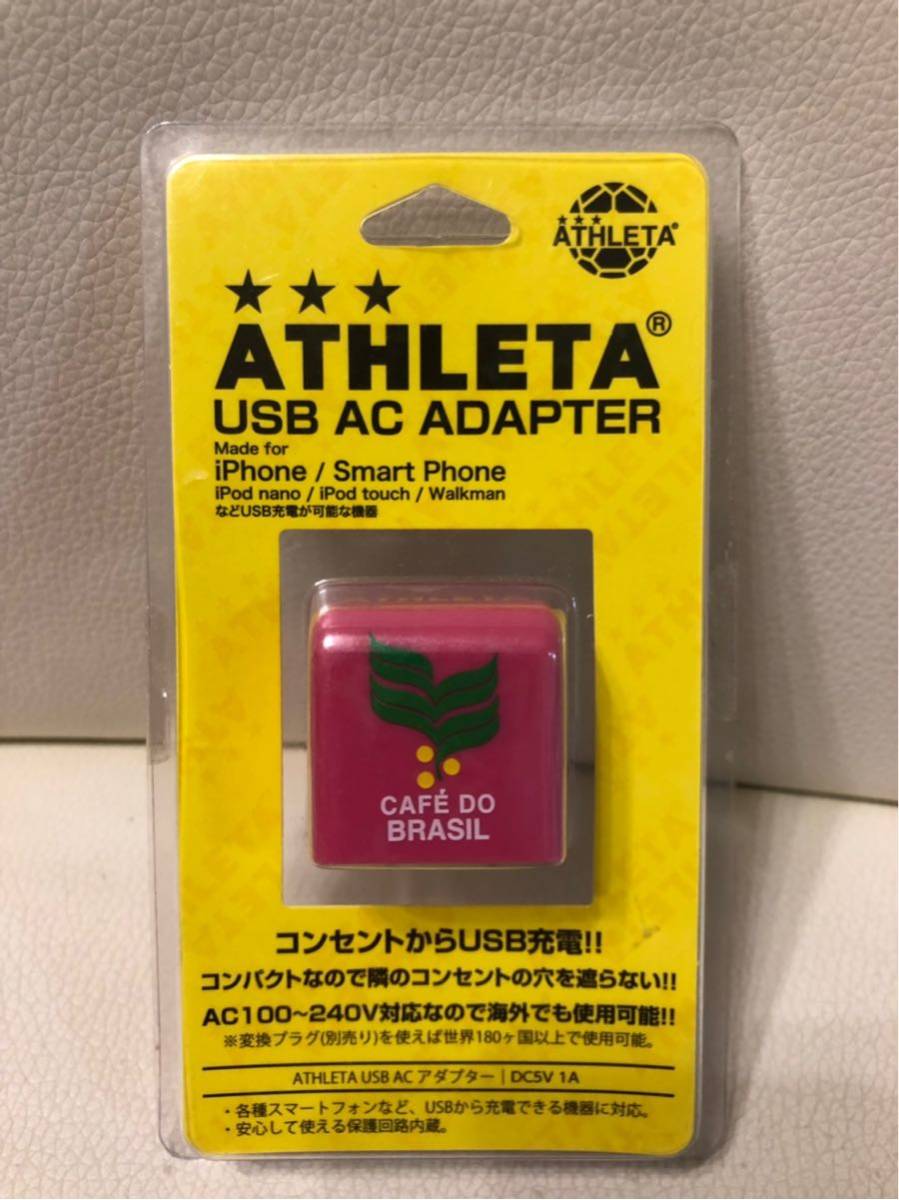 ★★★
ATHLETA®
★★★
ATHLETA®
USB AC ADAPTER
Made for
iPhone / Smart Phone
iPod nano / iPod touch / Walkman
などUSB充電が可能な機器
CAFÉ DO
BRASIL
コンセントからUSB充電!!
コンパクトなので隣のコンセントの穴を遮らない!!
AC100~240V対応なので海外でも使用可能!!
※変換プラグ(別売り)を使えば世界180ヶ国以上で使用可能。
ATHLETA USB AC アダプター｜DC5V 1A
・各種スマートフォンなど、USBから充電できる機器に対応。
・安心して使える保護回路内蔵。